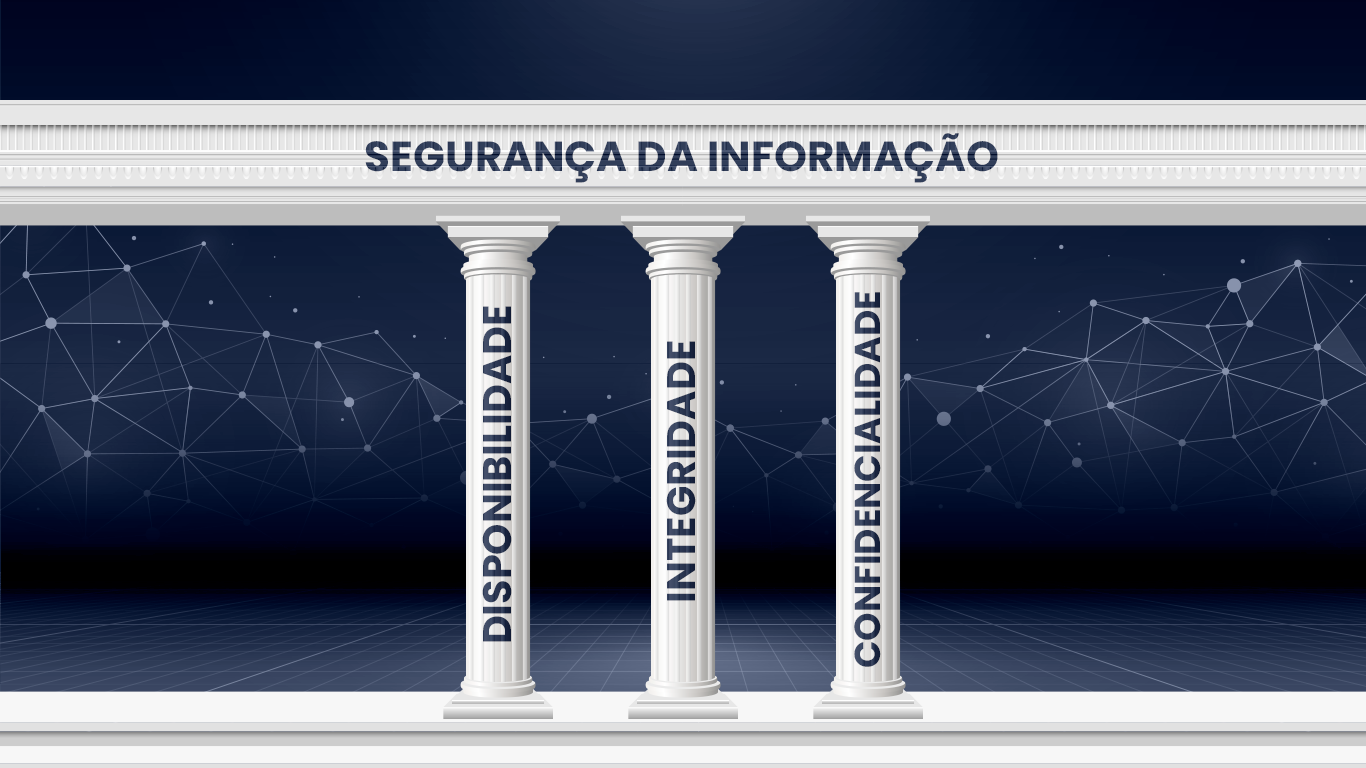 SEGURANÇA DA INFORMAÇÃO
DISPONIBILIDADE
INTEGRIDADE
CONFIDENCIALIDADE